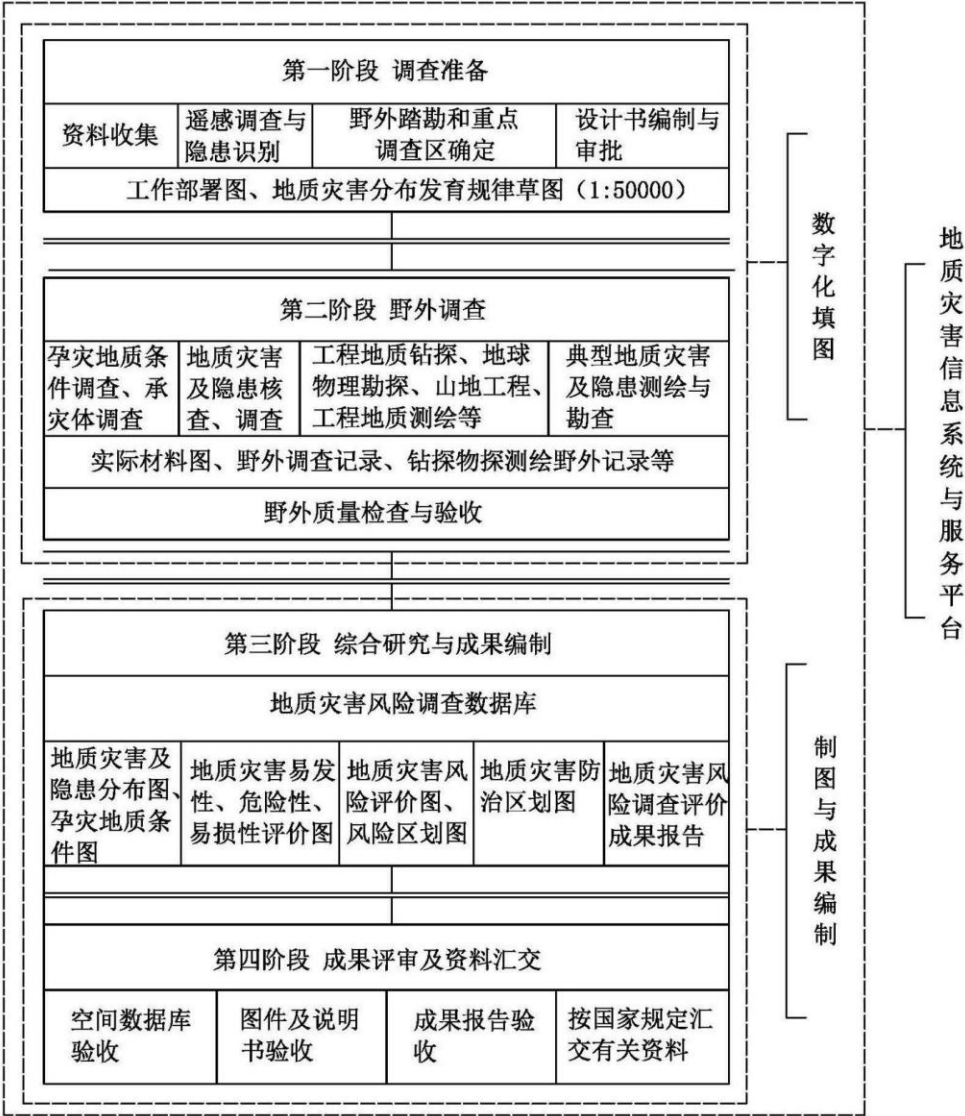 第一阶段 调查准备
资料收集
遥感调查与
隐患识别
野外踏勘和重点
调查区确定
设计书编制与
审批
工作部署图、地质灾害分布发育规律草图（1:50000）
第二阶段 野外调查
孕灾地质条
件调查、承
灾体调查
地质灾害
及隐患核
查、调查
工程地质钻探、地球
物理勘探、山地工程、
工程地质测绘等
典型地质灾害
及隐患测绘与
勘查
实际材料图、野外调查记录、钻探物探测绘野外记录等
野外质量检查与验收
数字化填图
第三阶段 综合研究与成果编制
地质灾害风险调查数据库
地质灾害及
隐患分布图、
孕灾地质条
件图
地质灾害易发
性、危险性、
易损性评价图
地质灾害风
险评价图、
风险区划图
地质灾害防
治区划图
地质灾害风
险调查评价
成果报告
第四阶段 成果评审及资料汇交
空间数据库
验收
图件及说明
书验收
成果报告验
收
按国家规定汇
交有关资料
制图与成果编制
地质灾害信息系统与服务平台